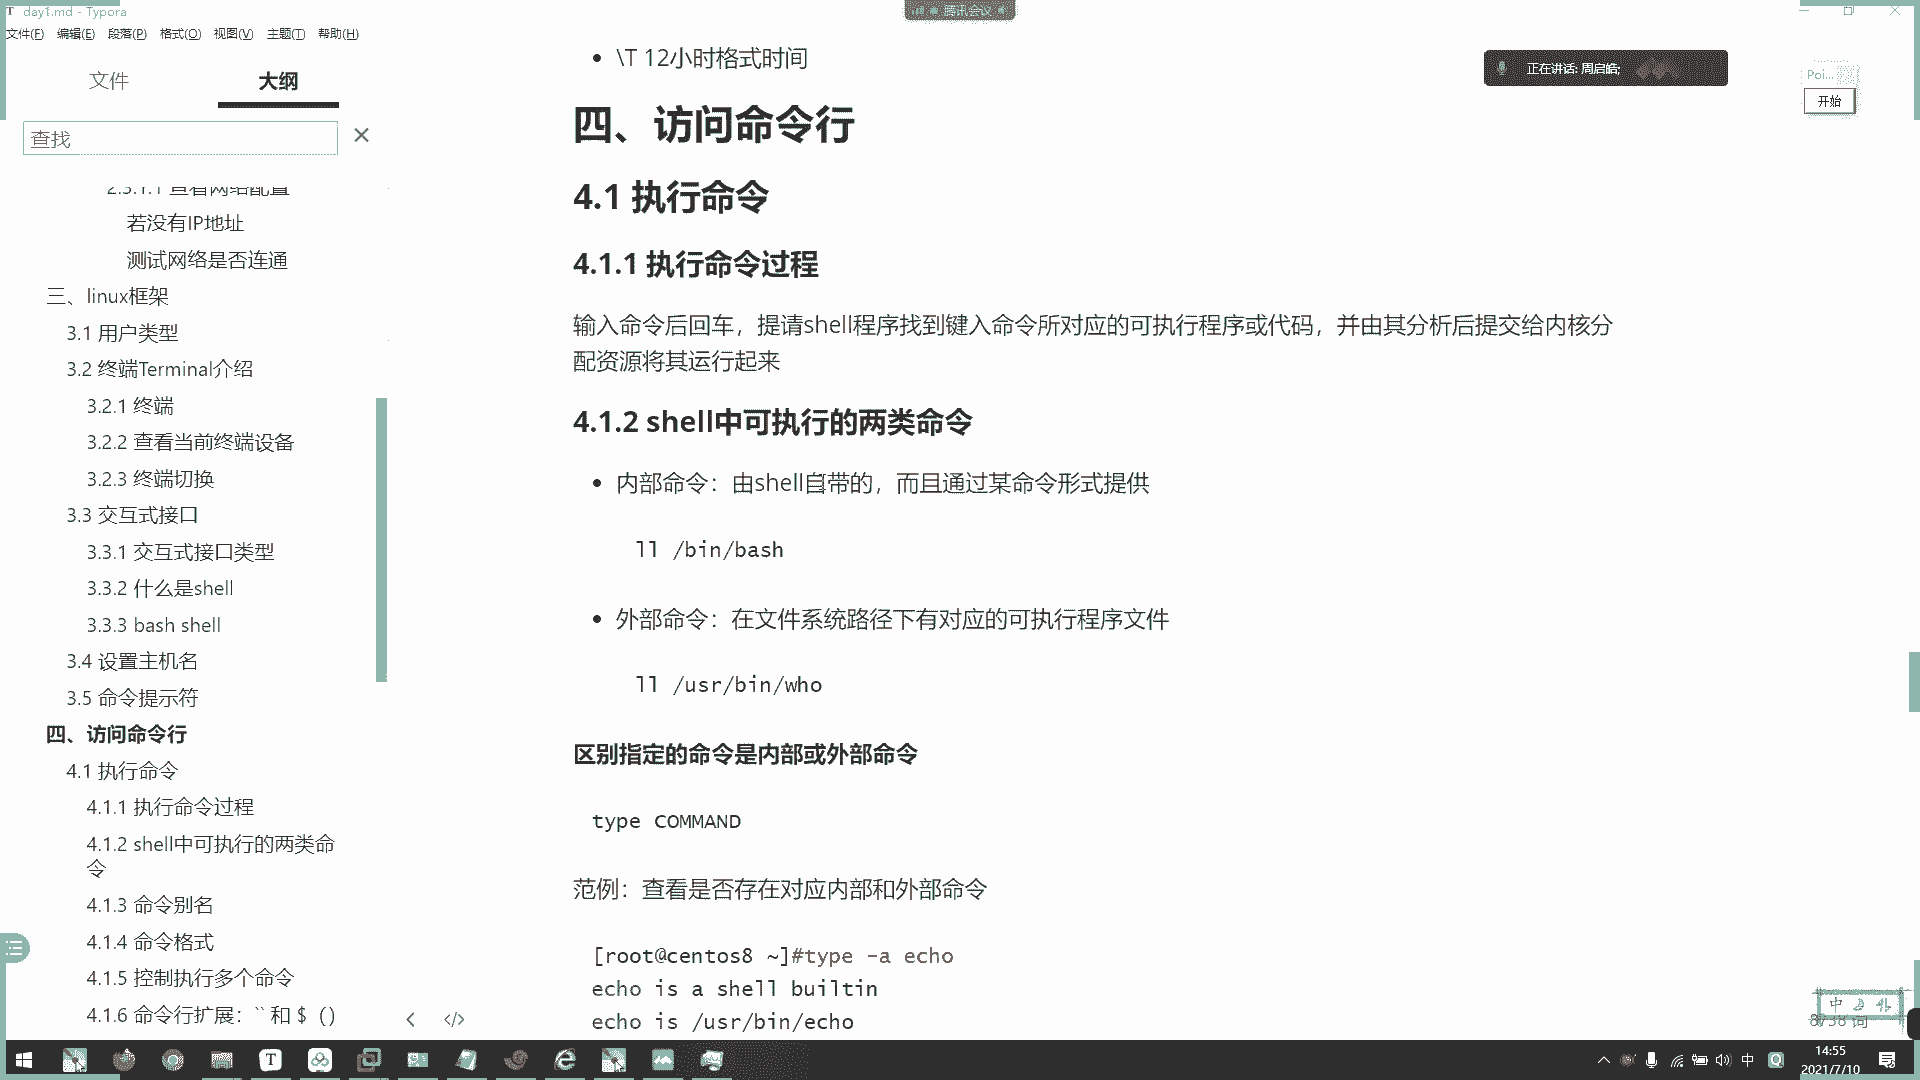 day1.md - Typora
腾讯会议
文件(F) 编辑(E) 段落(P) 格式(O) 视图(V) 主题(T) 帮助(H)
文件
大纲
查找
2.3.1.1 查看网络配置
若没有IP地址
测试网络是否连通
三、linux框架
3.1 用户类型
3.2 终端Terminal介绍
3.2.1 终端
3.2.2 查看当前终端设备
3.2.3 终端切换
3.3 交互式接口
3.3.1 交互式接口类型
3.3.2 什么是shell
3.3.3 bash shell
3.4 设置主机名
3.5 命令提示符
四、访问命令行
4.1 执行命令
4.1.1 执行命令过程
4.1.2 shell中可执行的两类命
令
4.1.3 命令别名
4.1.4 命令格式
4.1.5 控制执行多个命令
4.1.6 命令行扩展：`` 和 $（）
\T 12小时格式时间
四、访问命令行
4.1 执行命令
4.1.1 执行命令过程
输入命令后回车，提请shell程序找到键入命令所对应的可执行程序或代码，并由其分析后提交给内核分
配资源将其运行起来
4.1.2 shell中可执行的两类命令
内部命令：由shell自带的，而且通过某命令形式提供
ll /bin/bash
外部命令：在文件系统路径下有对应的可执行程序文件
ll /usr/bin/who
区别指定的命令是内部或外部命令
type COMMAND
范例：查看是否存在对应内部和外部命令
[root@centos8 ~]#type -a echo
echo is a shell builtin
echo is /usr/bin/echo
正在讲话: 周启皓;
Poi...
开始
中
词
中
14:55
2021/7/10